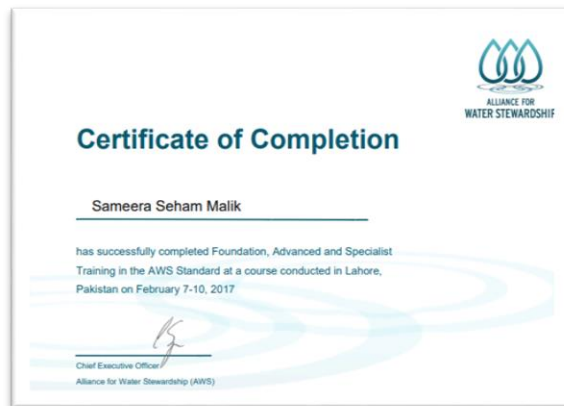 ALLIANCE FOR
WATER STEWARDSHIP
Certificate of Completion
Sameera Seham Malik
has successfully completed Foundation, Advanced and Specialist
Training in the AWS Standard at a course conducted in Lahore,
Pakistan on February 7-10, 2017
Chief Executive Officer
Alliance for Water Stewardship (AWS)